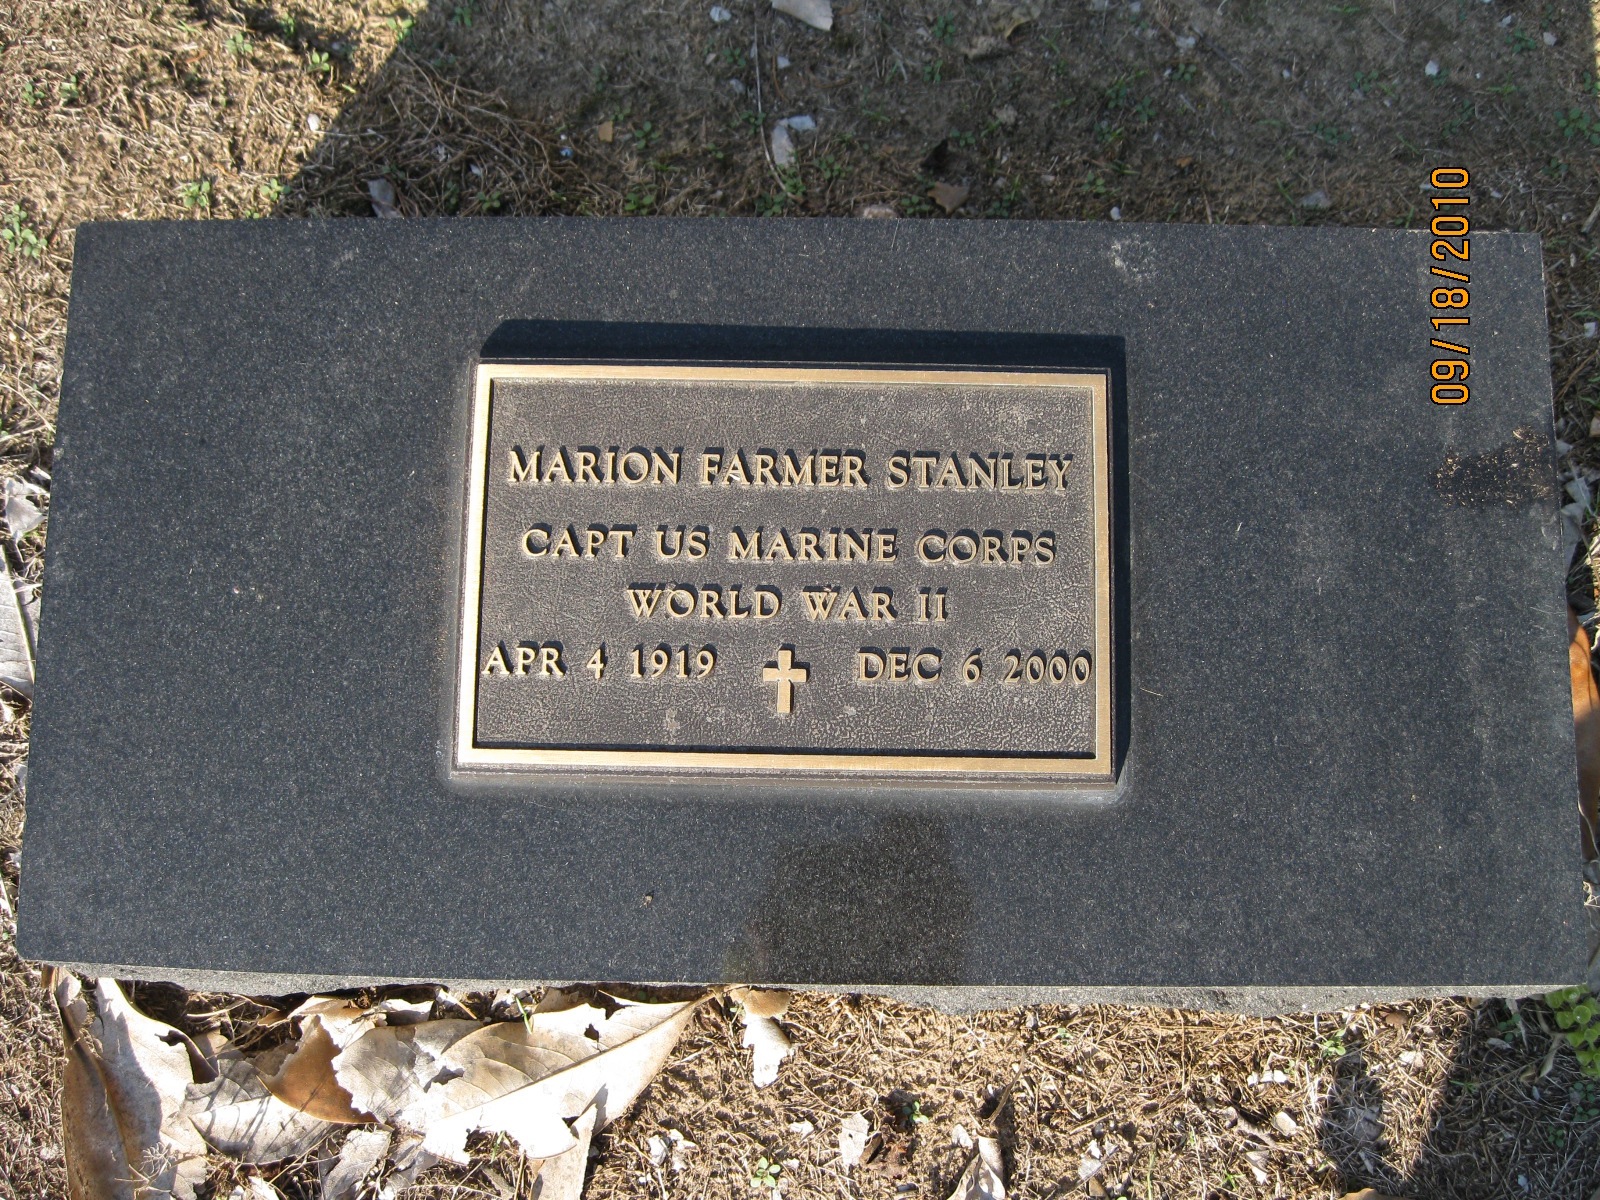 MARION FARMER STANLEY
CAPT US MARINE CORPS
WORLD WAR II
APR 4 1919 DEC 6 2000
09/18/2010